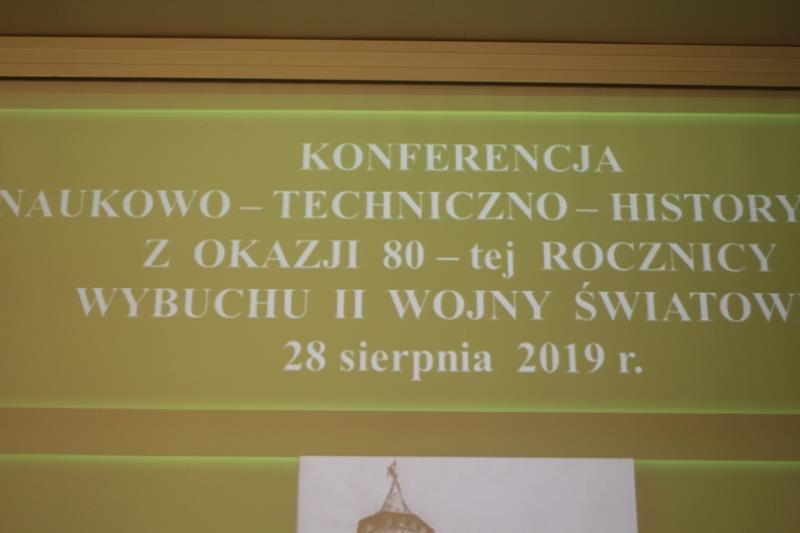 KONFERENCJA
NAUKOWO – TECHNICZNO – HISTORY
Z OKAZJI 80 – tej ROCZNICY
WYBUCHU II WOJNY ŚWIATOW
28 sierpnia 2019 r.